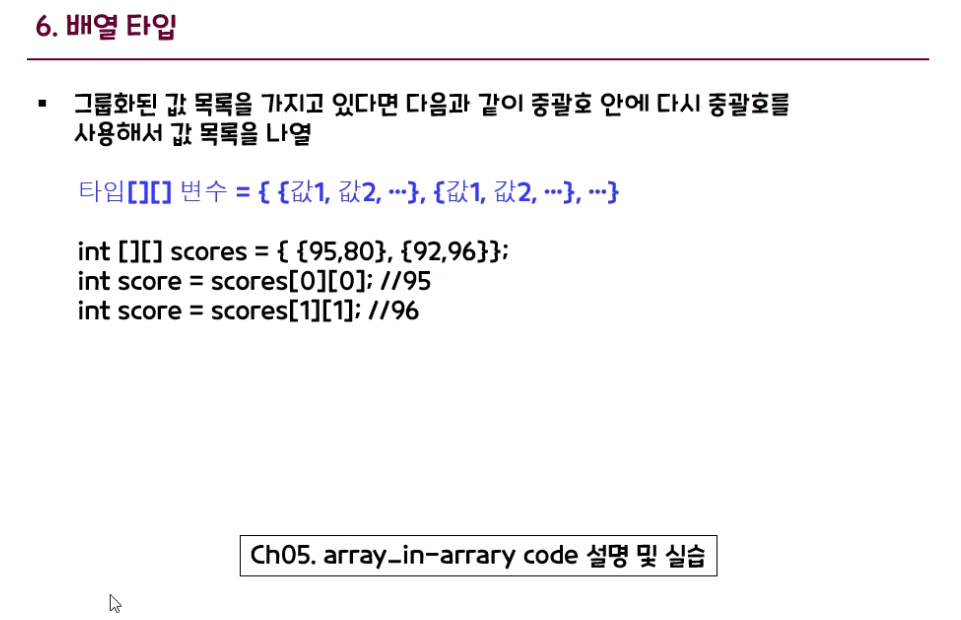 6. 배열 타입
▪ 그룹화된 값 목록을 가지고 있다면 다음과 같이 중괄호 안에 다시 중괄호를
사용해서 값 목록을 나열
타입[][] 변수 = { {값1, 값2, ···}, {값1, 값2, ···}, ···}
int [][] scores = { {95,80}, {92,96}};
int score = scores[0][0]; //95
int score = scores[1][1]; //96
Ch05. array_in-arrary code 설명 및 실습